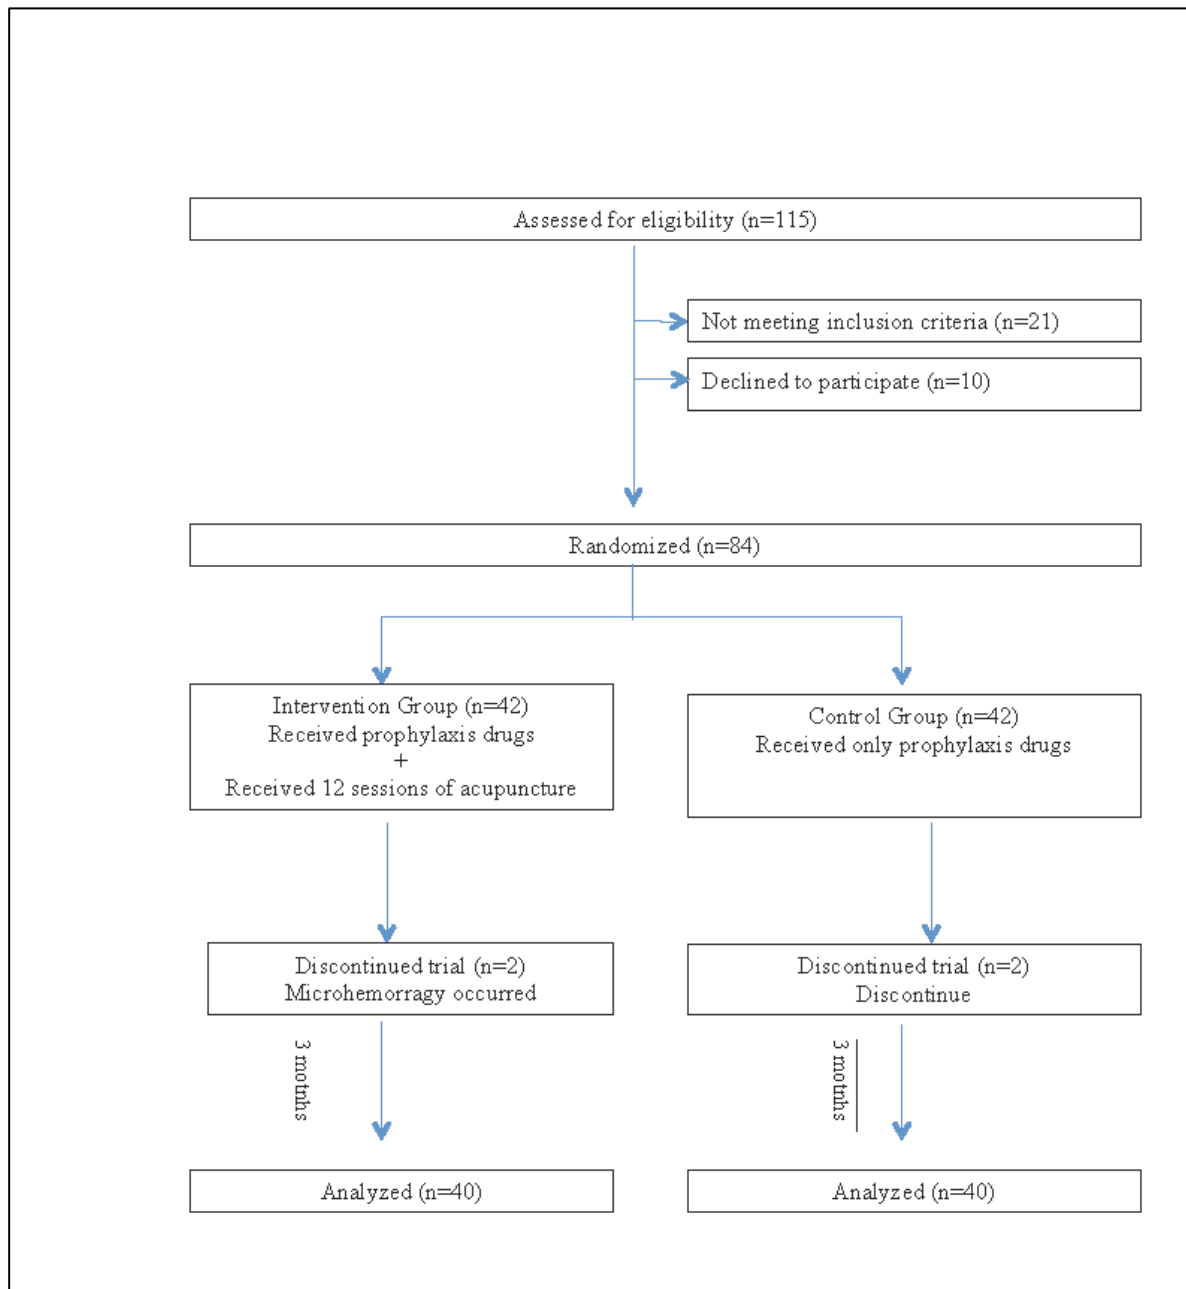 Assessed for eligibility (n=115)
Not meeting inclusion criteria (n=21)
Declined to participate (n=10)
Randomized (n=84)
Intervention Group (n=42)
Received prophylaxis drugs
+
Received 12 sessions of acupuncture
Control Group (n=42)
Received only prophylaxis drugs
Discontinued trial (n=2)
Microhemorragy occurred
Discontinued trial (n=2)
Discontinue
3 motnhs
3 motnhs
Analyzed (n=40)
Analyzed (n=40)